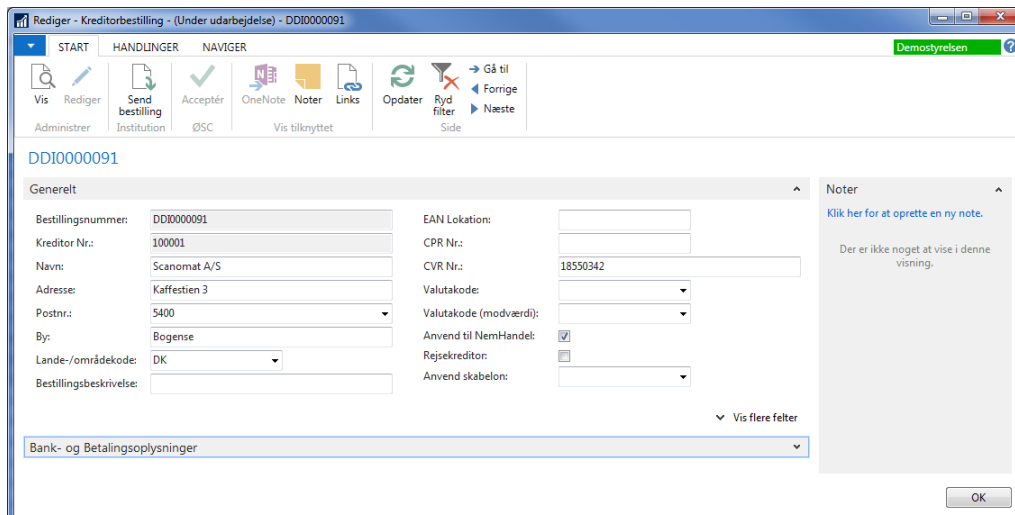 Rediger - Kreditorbestilling - (Under udarbejdelse) - DDI0000091
START HANDLINGER NAVIGER
Demostyrelsen
Vis Rediger Send bestilling Acceptér OneNote Noter Links Opdater Ryd filter
Gå til
Forrige
Næste
Administrer Institution ØSC Vis tilknyttet Side
DDI0000091
Generelt
Bestillingsnummer: DDI0000091
Kreditor Nr.: 100001
Navn: Scanomat A/S
Adresse: Kaffestien 3
Postnr.: 5400
By: Bogense
Lande-/områdekode: DK
Bestillingsbeskrivelse:
EAN Lokation:
CPR Nr.:
CVR Nr.: 18550342
Valutakode:
Valutakode (modværdi):
Anvend til NemHandel:
Rejsekreditor:
Anvend skabelon:
Vis flere felter
Bank- og Betalingsoplysninger
Noter
Klik her for at oprette en ny note.
Der er ikke noget at vise i denne
visning.
OK